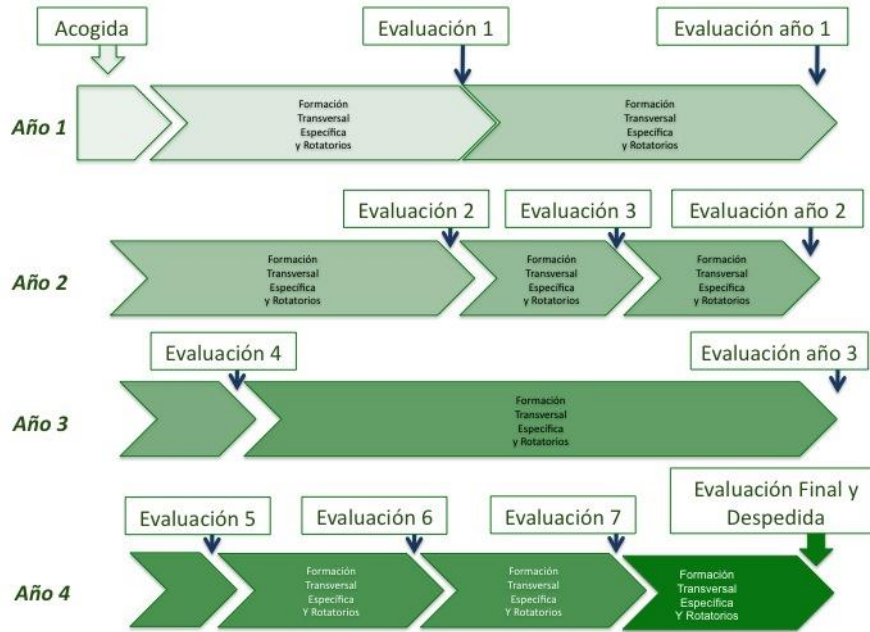 Acogida
Evaluación 1
Evaluación año 1
Año 1
Formación
Transversal
Específica
y Rotatorios
Formación
Transversal
Específica
y Rotatorios
Evaluación 2
Evaluación 3
Evaluación año 2
Año 2
Formación
Transversal
Específica
y Rotatorios
Formación
Transversal
Específica
y Rotatorios
Formación
Transversal
Específica
y Rotatorios
Evaluación 4
Evaluación año 3
Año 3
Formación
Transversal
Específica
y Rotatorios
Evaluación 5
Evaluación 6
Evaluación 7
Evaluación Final y
Despedida
Año 4
Formación
Transversal
Específica
Y Rotatorios
Formación
Transversal
Específica
Y Rotatorios
Formación
Transversal
Específica
Y Rotatorios